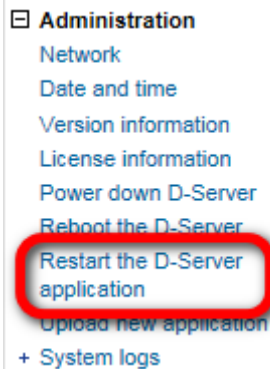 Administration
Network
Date and time
Version information
License information
Power down D-Server
Reboot the D-Server
Restart the D-Server
application
Upload new application
+ System logs